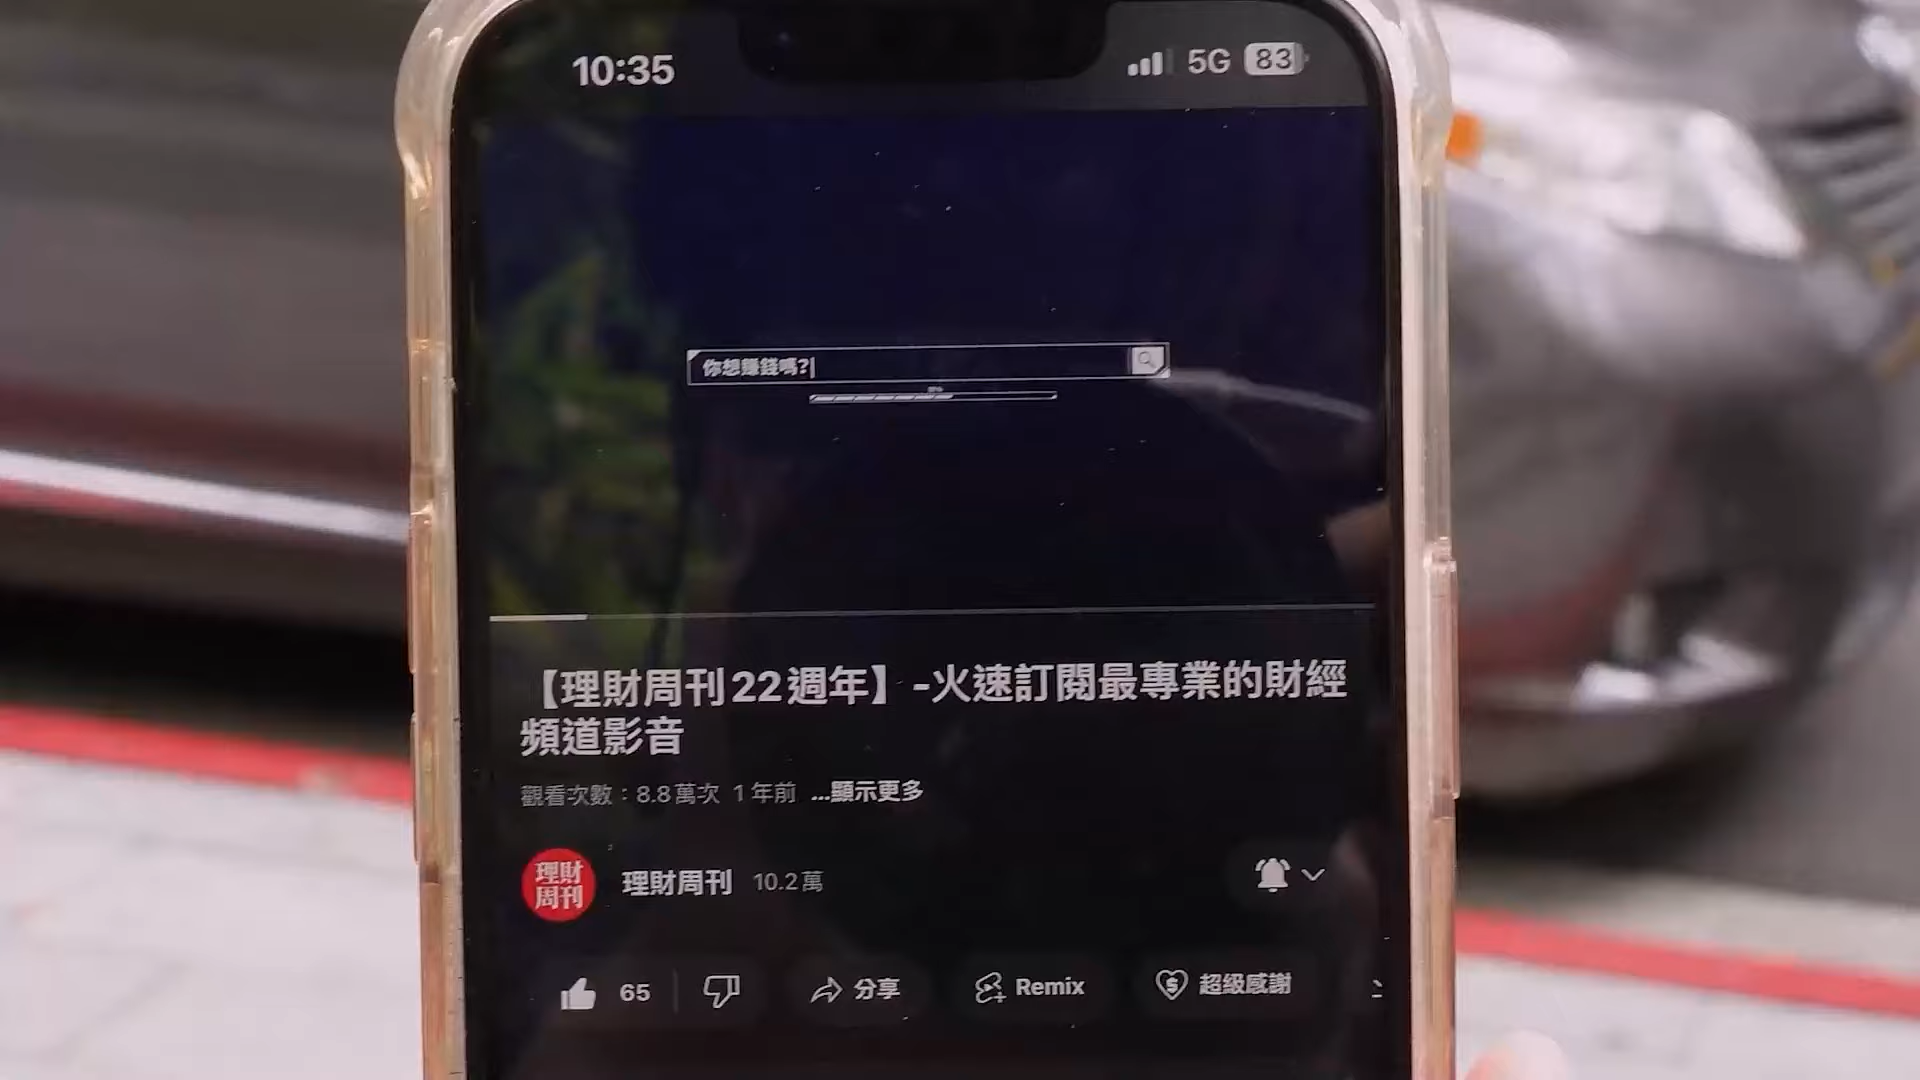 10:35
5G 83
你想賺錢嗎?
【理財周刊22週年】-火速訂閱最專業的財經
頻道影音
觀看次數：8.8萬次 1年前 ...顯示更多
理財
周刊
理財周刊 10.2萬
65
分享
Remix
超級感謝